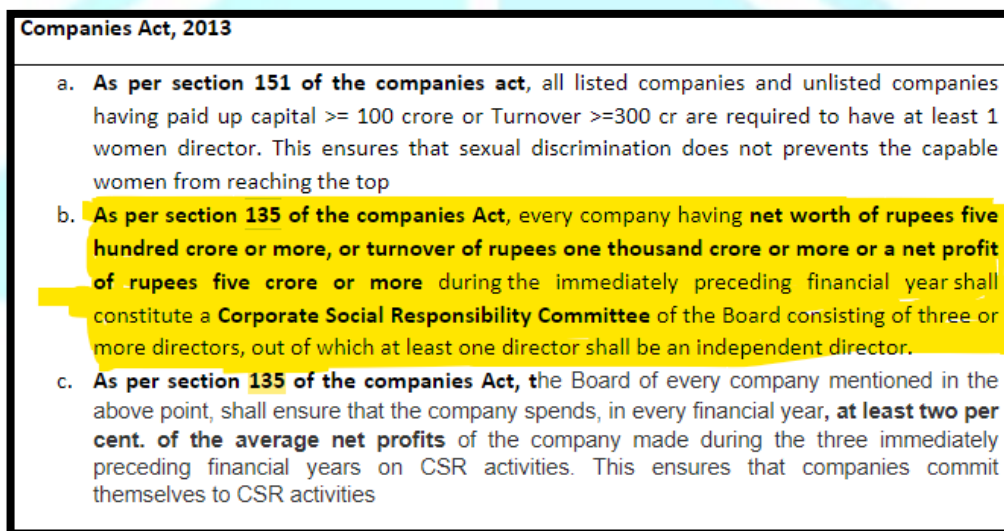 Companies Act, 2013
a. As per section 151 of the companies act, all listed companies and unlisted companies
having paid up capital >= 100 crore or Turnover >=300 cr are required to have at least 1
women director. This ensures that sexual discrimination does not prevents the capable
women from reaching the top
b. As per section 135 of the companies Act, every company having net worth of rupees five
hundred crore or more, or turnover of rupees one thousand crore or more or a net profit
of rupees five crore or more during the immediately preceding financial year shall
constitute a Corporate Social Responsibility Committee of the Board consisting of three or
more directors, out of which at least one director shall be an independent director.
c. As per section 135 of the companies Act, the Board of every company mentioned in the
above point, shall ensure that the company spends, in every financial year, at least two per
cent. of the average net profits of the company made during the three immediately
preceding financial years on CSR activities. This ensures that companies commit
themselves to CSR activities